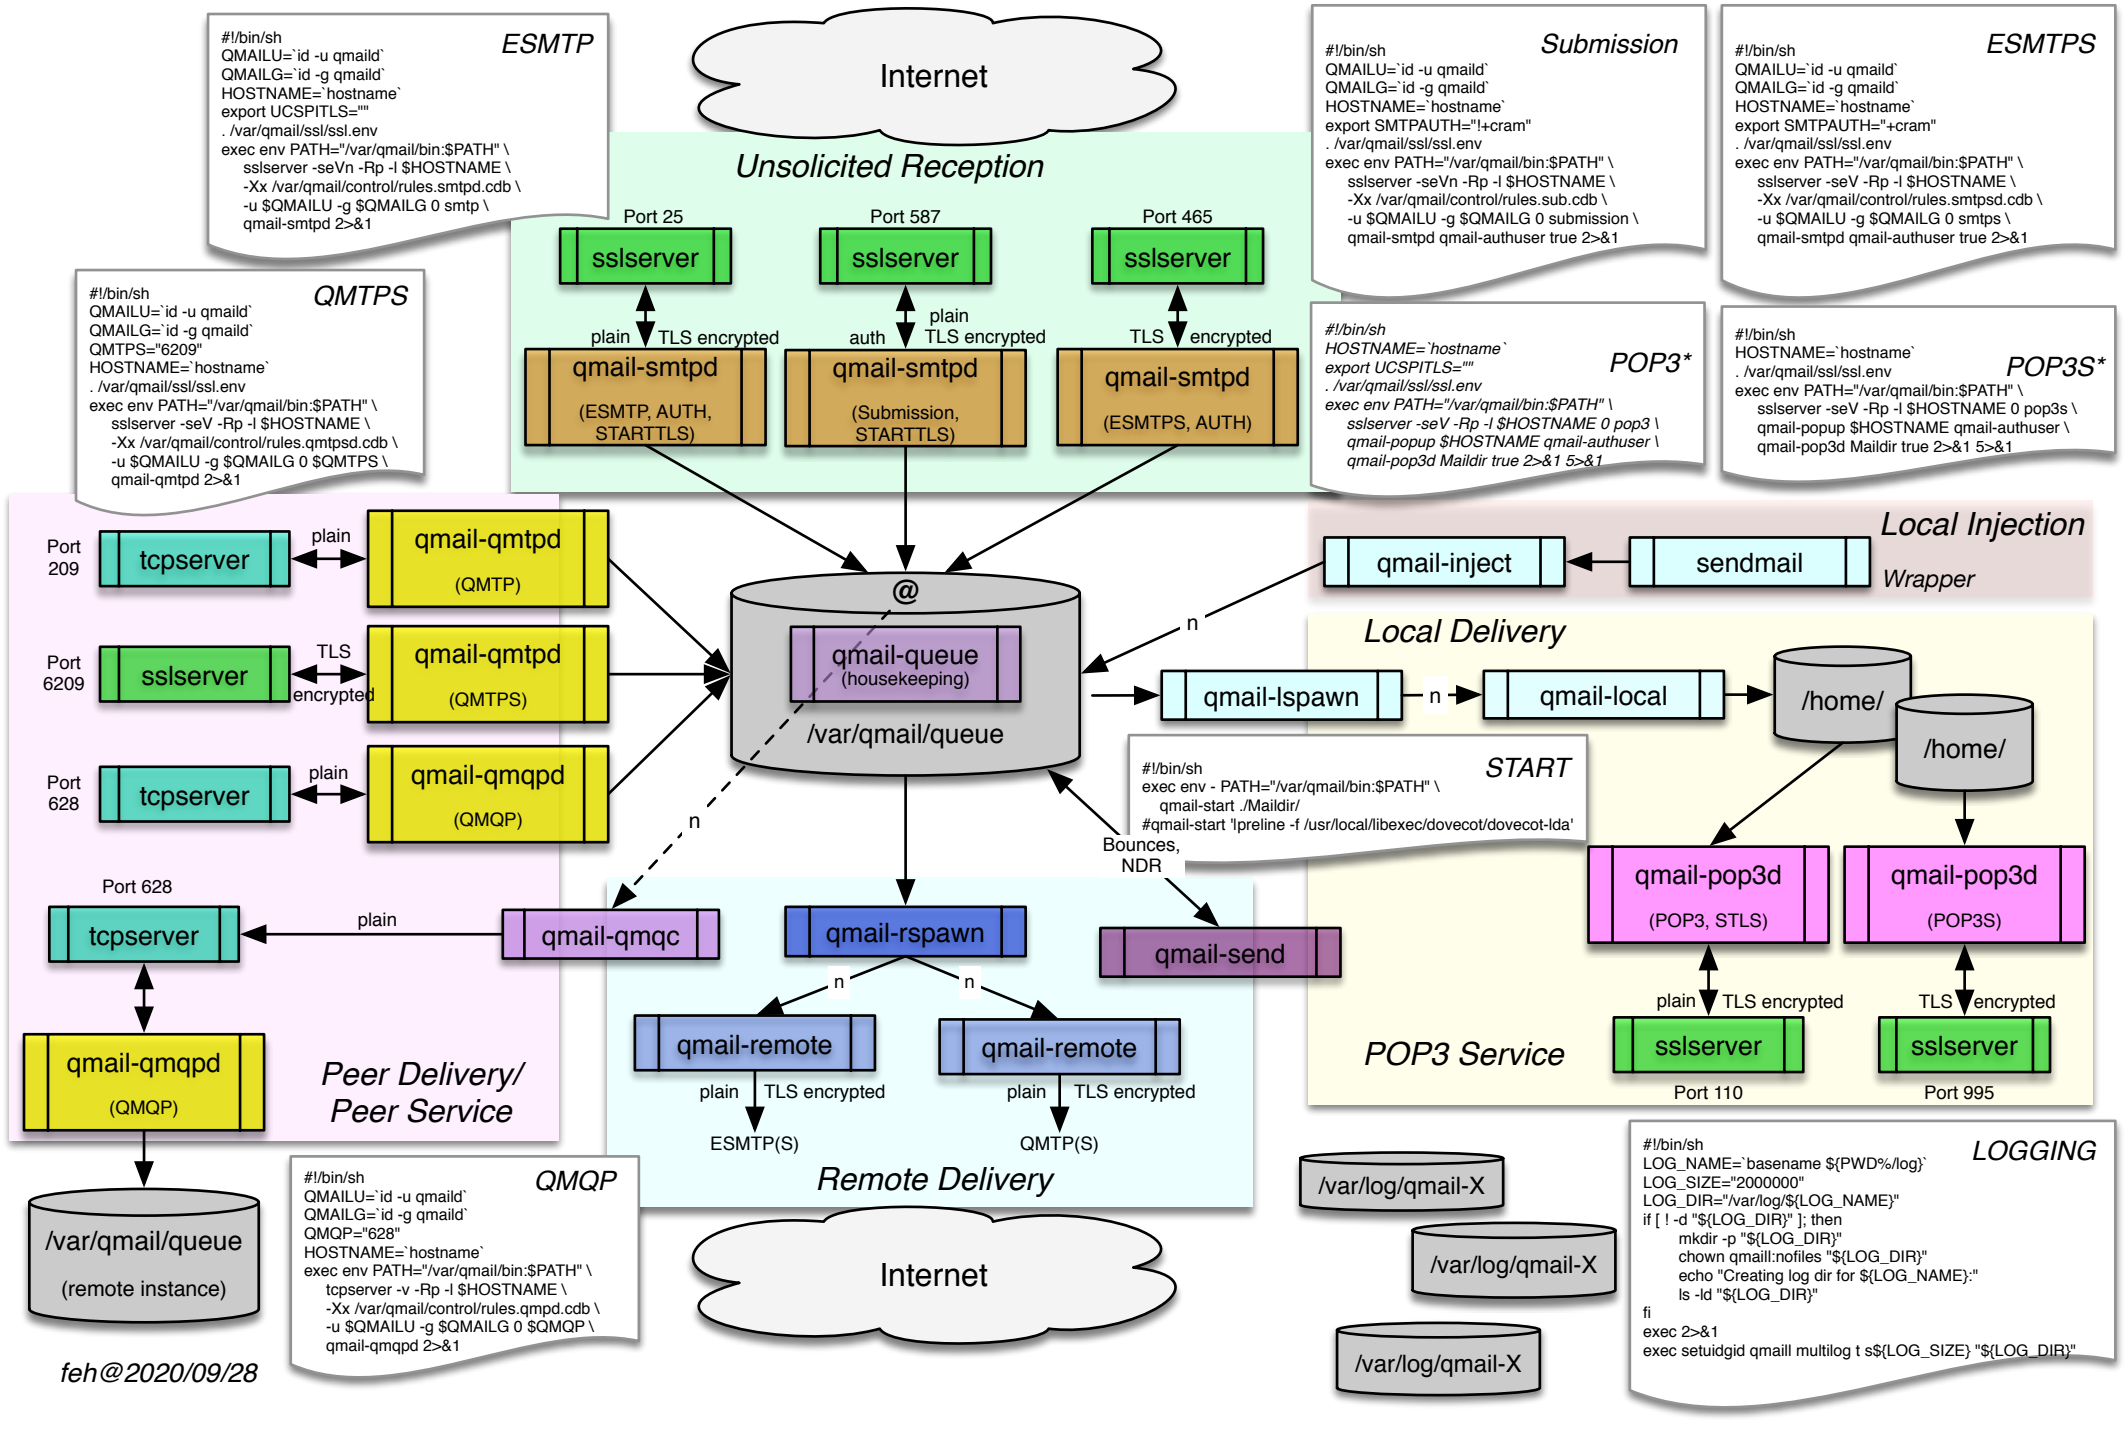 #!/bin/sh
ESMTP
QMAILU=`id -u qmaild`
QMAILG=`id -g qmaild`
HOSTNAME=`hostname`
export UCSPITLS=""
. /var/qmail/ssl/ssl.env
exec env PATH="/var/qmail/bin:$PATH" \
sslserver -seVn -Rp -l $HOSTNAME \
-Xx /var/qmail/control/rules.smtpd.cdb \
-u $QMAILU -g $QMAILG 0 smtp \
qmail-smtpd 2>&1
Internet
#!/bin/sh
Submission
QMAILU=`id -u qmaild`
QMAILG=`id -g qmaild`
HOSTNAME=`hostname`
export SMTPAUTH="!+cram"
. /var/qmail/ssl/ssl.env
exec env PATH="/var/qmail/bin:$PATH" \
sslserver -seVn -Rp -l $HOSTNAME \
-Xx /var/qmail/control/rules.sub.cdb \
-u $QMAILU -g $QMAILG 0 submission \
qmail-smtpd qmail-authuser true 2>&1
#!/bin/sh
ESMTPS
QMAILU=`id -u qmaild`
QMAILG=`id -g qmaild`
HOSTNAME=`hostname`
export SMTPAUTH="+cram"
. /var/qmail/ssl/ssl.env
exec env PATH="/var/qmail/bin:$PATH" \
sslserver -seV -Rp -l $HOSTNAME \
-Xx /var/qmail/control/rules.smtpd.cdb \
-u $QMAILU -g $QMAILG 0 smtps \
qmail-smtpd qmail-authuser true 2>&1
Unsolicited Reception
Port 25
Port 587
Port 465
sslserver
sslserver
sslserver
plain
TLS encrypted
auth
plain
TLS encrypted
TLS
encrypted
qmail-smtpd
(ESMTP, AUTH,
STARTTLS)
qmail-smtpd
(Submission,
STARTTLS)
qmail-smtpd
(ESMTPS, AUTH)
#!/bin/sh
QMTPS
QMAILU=`id -u qmaild`
QMAILG=`id -g qmaild`
QMTPS="6209"
HOSTNAME=`hostname`
. /var/qmail/ssl/ssl.env
exec env PATH="/var/qmail/bin:$PATH" \
sslserver -seV -Rp -l $HOSTNAME \
-Xx /var/qmail/control/rules.qmtpsd.cdb \
-u $QMAILU -g $QMAILG 0 $QMTPS \
qmail-qmtpd 2>&1
#!/bin/sh
HOSTNAME=`hostname`
POP3*
export UCSPITLS=""
. /var/qmail/ssl/ssl.env
exec env PATH="/var/qmail/bin:$PATH" \
sslserver -seV -Rp -l $HOSTNAME 0 pop3 \
qmail-popup $HOSTNAME qmail-authuser \
qmail-pop3d Maildir true 2>&1 5>&1
#!/bin/sh
HOSTNAME=`hostname`
POP3S*
. /var/qmail/ssl/ssl.env
exec env PATH="/var/qmail/bin:$PATH" \
sslserver -seV -Rp -l $HOSTNAME 0 pop3s \
qmail-popup $HOSTNAME qmail-authuser \
qmail-pop3d Maildir true 2>&1 5>&1
Port
209
tcpserver
plain
qmail-qmtpd
(QMTP)
Port
6209
sslserver
TLS
encrypted
qmail-qmtpd
(QMTPS)
Port
628
tcpserver
plain
qmail-qmqpd
(QMQP)
@
qmail-queue
(housekeeping)
/var/qmail/queue
Local Injection
qmail-inject
sendmail
Wrapper
n
Local Delivery
qmail-lspawn
n
qmail-local
/home/
/home/
#!/bin/sh
START
exec env - PATH="/var/qmail/bin:$PATH" \
qmail-start ./Maildir/
#qmail-start '|preline -f /usr/local/libexec/dovecot/dovecot-lda'
n
Bounces,
NDR
Port 628
tcpserver
plain
qmail-qmqc
qmail-rspawn
qmail-send
qmail-pop3d
(POP3, STLS)
qmail-pop3d
(POP3S)
n
n
plain
TLS encrypted
TLS
encrypted
qmail-remote
qmail-remote
sslserver
sslserver
POP3 Service
Port 110
Port 995
qmail-qmqpd
(QMQP)
Peer Delivery/
Peer Service
plain
TLS encrypted
plain
TLS encrypted
ESMTP(S)
QMTP(S)
Remote Delivery
/var/qmail/queue
(remote instance)
#!/bin/sh
QMQP
QMAILU=`id -u qmaild`
QMAILG=`id -g qmaild`
QMQP="628"
HOSTNAME=`hostname`
exec env PATH="/var/qmail/bin:$PATH" \
tcpserver -v -Rp -l $HOSTNAME \
-Xx /var/qmail/control/rules.qmpd.cdb \
-u $QMAILU -g $QMAILG 0 $QMQP \
qmail-qmqpd 2>&1
Internet
/var/log/qmail-X
/var/log/qmail-X
/var/log/qmail-X
#!/bin/sh
LOGGING
LOG_NAME=`basename ${PWD%/log}`
LOG_SIZE="2000000"
LOG_DIR="/var/log/${LOG_NAME}"
if [ ! -d "${LOG_DIR}" ]; then
mkdir -p "${LOG_DIR}"
chown qmaill:nofiles "${LOG_DIR}"
echo "Creating log dir for ${LOG_NAME}:"
ls -ld "${LOG_DIR}"
fi
exec 2>&1
exec setuidgid qmaill multilog t s${LOG_SIZE} "${LOG_DIR}"
feh@2020/09/28